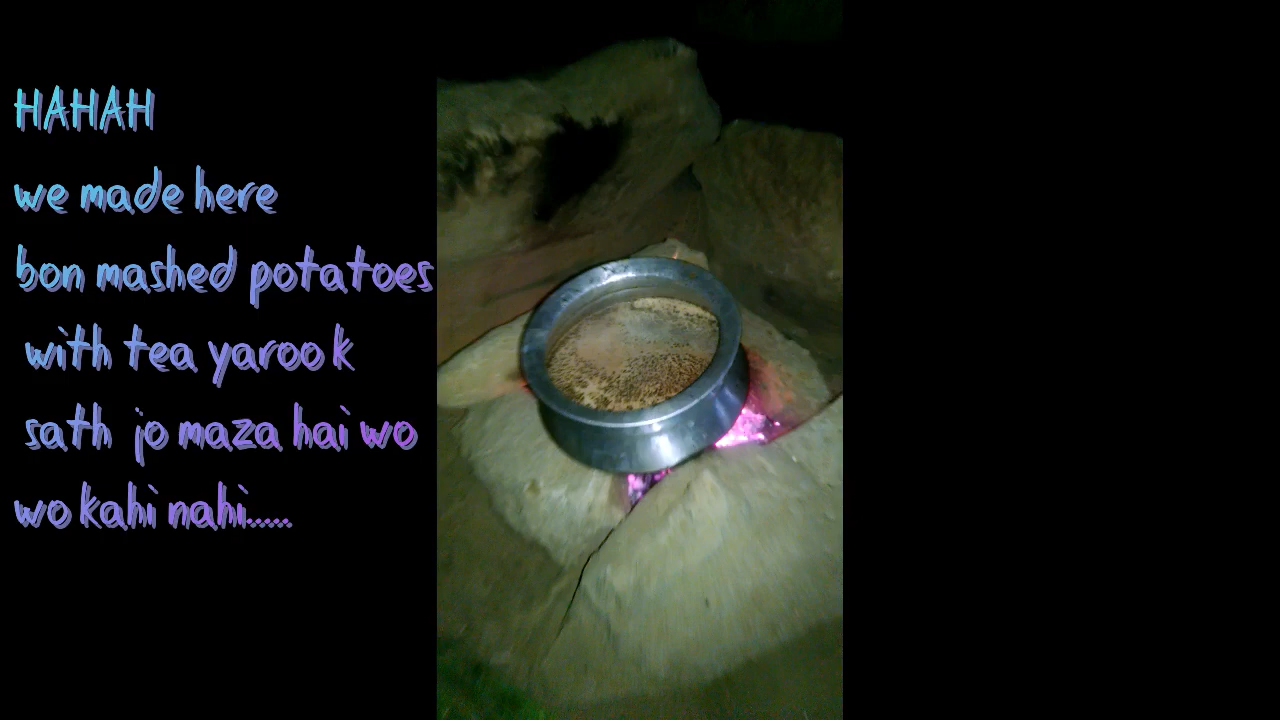 HAHAH
we made here
bon mashed potatoes
with tea yaroo k
sath jo maza hai wo
wo kahi nahi.....